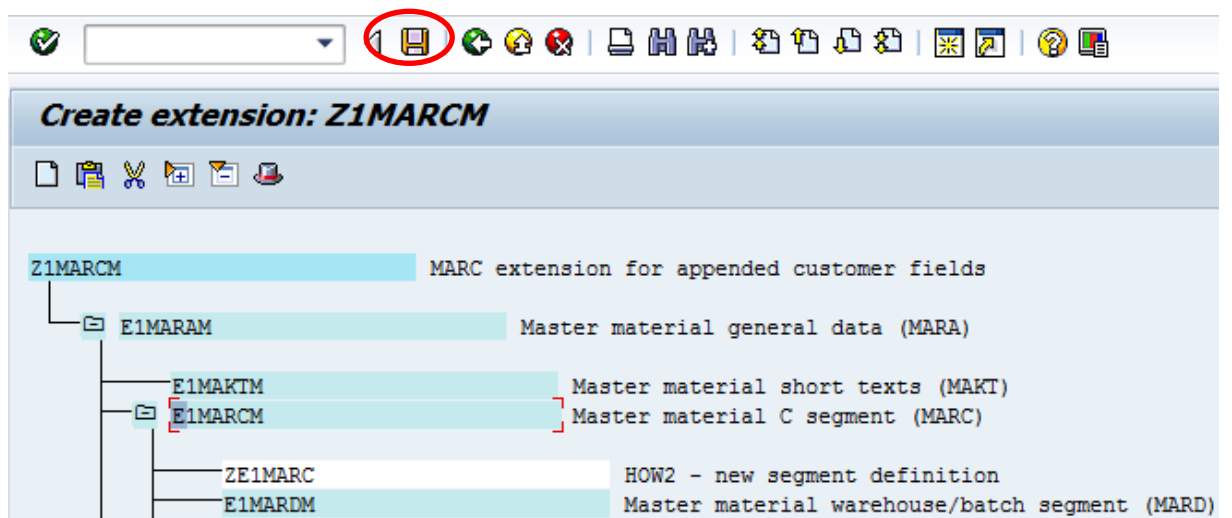 Create extension: Z1MARCM
Z1MARCM MARC extension for appended customer fields
E1MARAM Master material general data (MARA)
E1MAKTM Master material short texts (MAKT)
E1MARCM Master material C segment (MARC)
ZE1MARC HOW2 - new segment definition
E1MARDM Master material warehouse/batch segment (MARD)